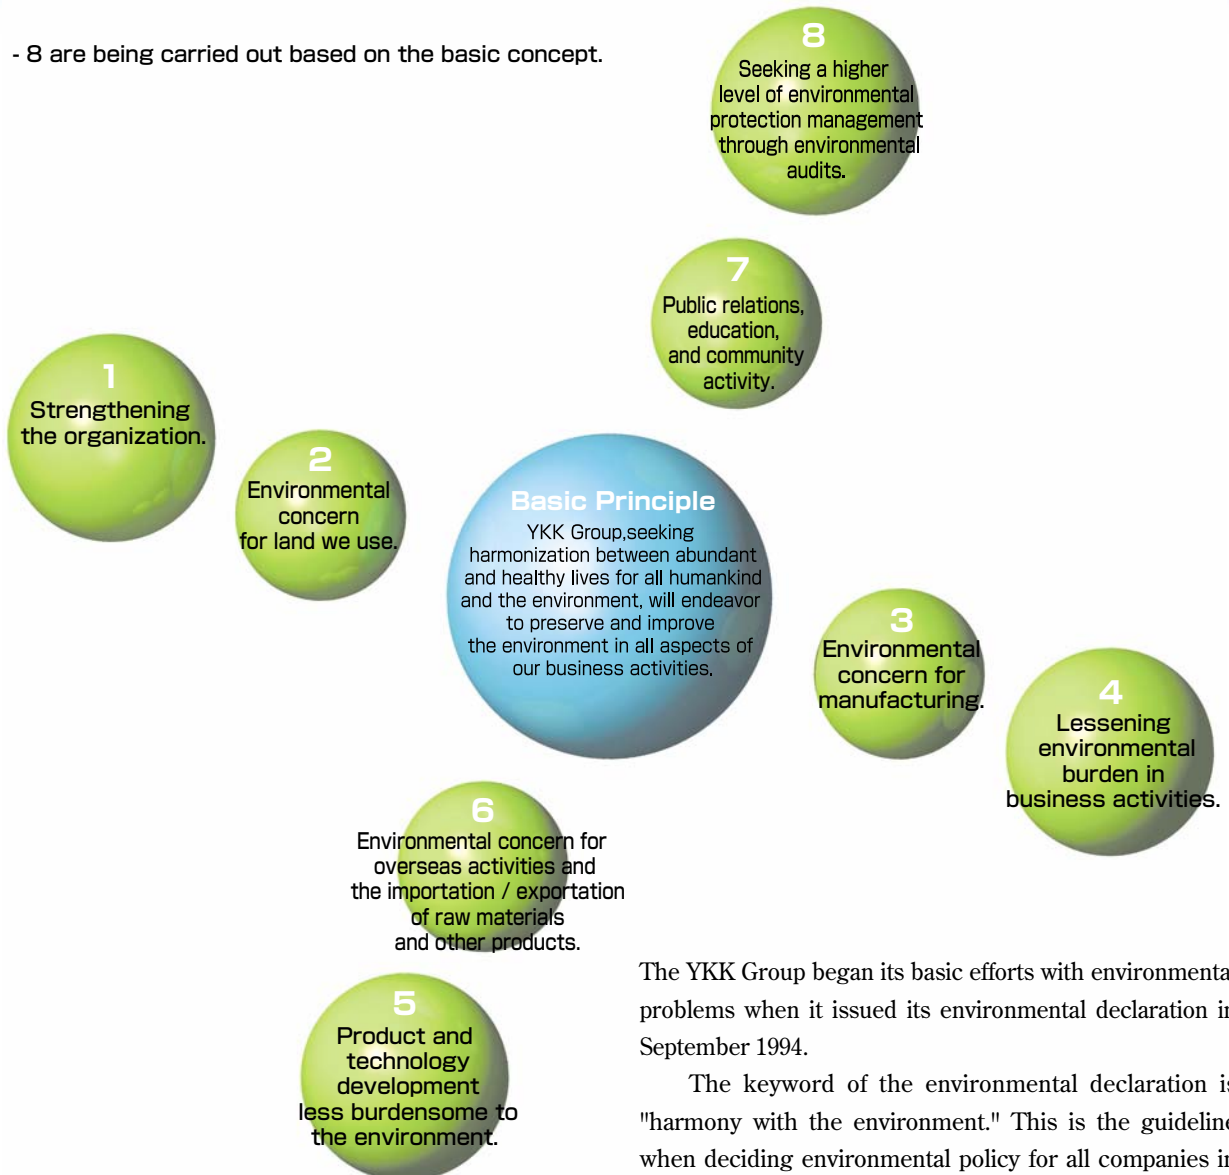 - 8 are being carried out based on the basic concept.
8
Seeking a higher
level of environmental
protection management
through environmental
audits.
7
Public relations,
education,
and community
activity.
1
Strengthening
the organization.
2
Environmental
concern
for land we use.
Basic Principle
YKK Group,seeking
harmonization between abundant
and healthy lives for all humankind
and the environment, will endeavor
to preserve and improve
the environment in all aspects of
our business activities.
3
Environmental
concern for
manufacturing.
4
Lessening
environmental
burden in
business activities.
6
Environmental concern for
overseas activities and
the importation / exportation
of raw materials
and other products.
5
Product and
technology
development
less burdensome to
the environment.
The YKK Group began its basic efforts with environmenta
problems when it issued its environmental declaration in
September 1994.
The keyword of the environmental declaration is
"harmony with the environment." This is the guideline
when deciding environmental policy for all companies in